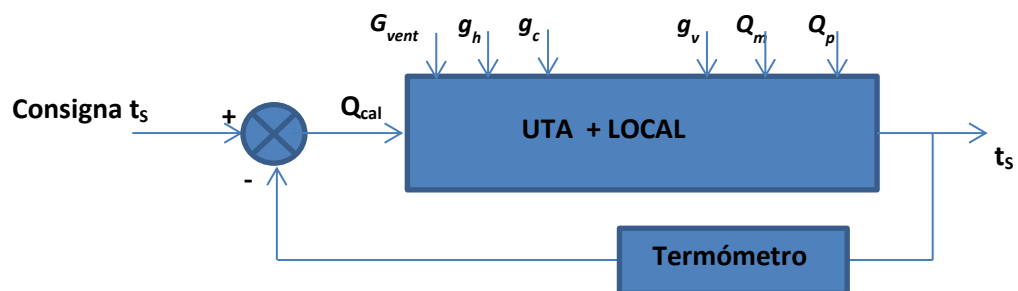 G_vent g_h g_c g_v Q_m Q_p
Consigna t_S + Q_cal UTA + LOCAL
t_S
-
Termómetro